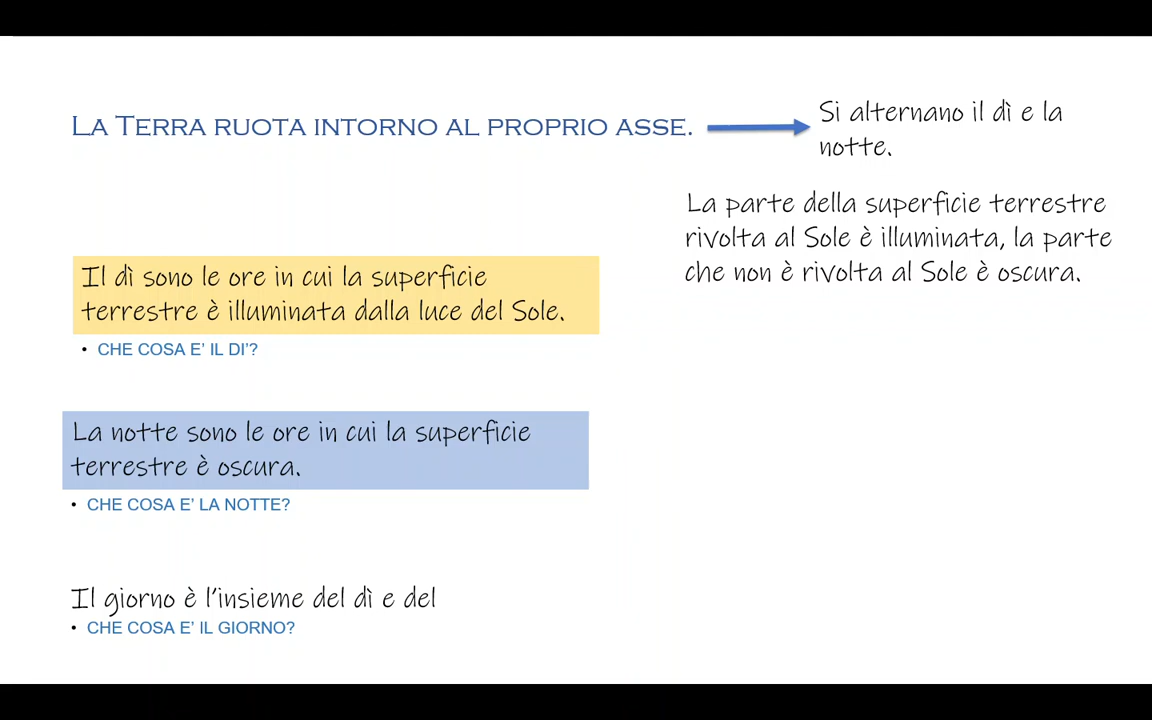 LA TERRA RUOTA INTORNO AL PROPRIO ASSE.
Si alternano il dì e la
notte.
La parte della superficie terrestre
rivolta al Sole è illuminata, la parte
che non è rivolta al Sole è oscura.
Il dì sono le ore in cui la superficie
terrestre è illuminata dalla luce del Sole.
• CHE COSA E' IL DI'?
La notte sono le ore in cui la superficie
terrestre è oscura.
• CHE COSA E' LA NOTTE?
Il giorno è l'insieme del dì e del
• CHE COSA E' IL GIORNO?